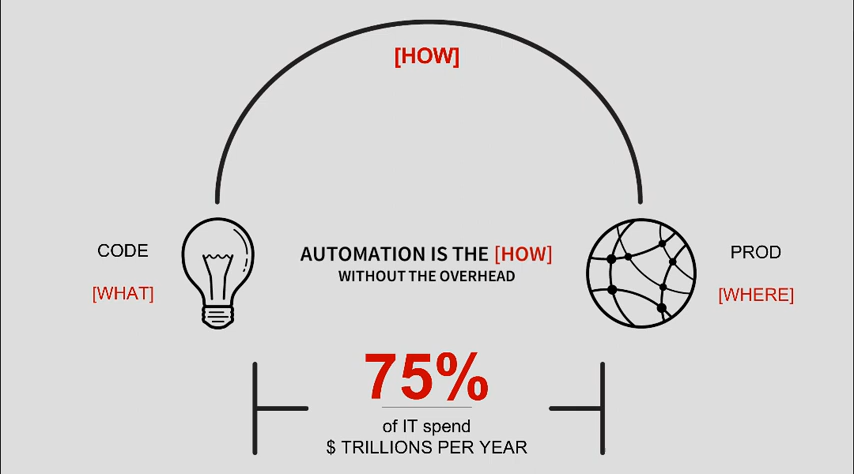 [HOW]
CODE
[WHAT]
AUTOMATION IS THE [HOW]
WITHOUT THE OVERHEAD
PROD
[WHERE]
75%
of IT spend
$ TRILLIONS PER YEAR